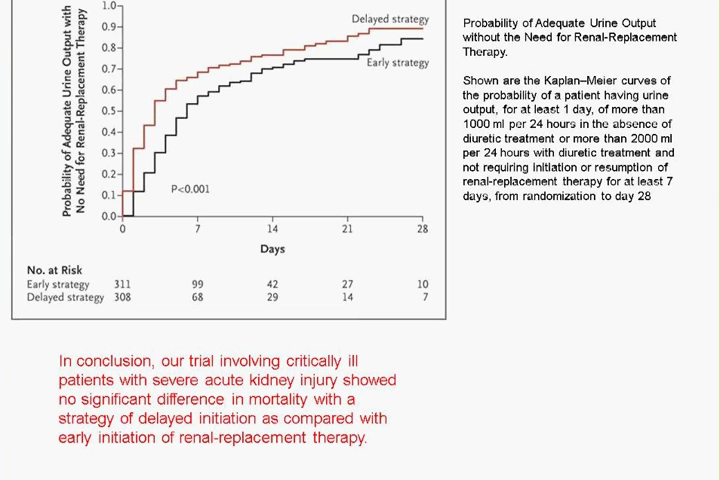 Probability of Adequate Urine Output with
No Need for Renal-Replacement Therapy
1.0
0.9
0.8
0.7
0.6
0.5
0.4
0.3
0.2
0.1
0.0
Delayed strategy
Early strategy
P<0.001
0 7 14 21 28
Days
No. at Risk
Early strategy 311 99 42 27 10
Delayed strategy 308 68 29 14 7
Probability of Adequate Urine Output
without the Need for Renal-Replacement
Therapy.
Shown are the Kaplan–Meier curves of
the probability of a patient having urine
output, for at least 1 day, of more than
1000 ml per 24 hours in the absence of
diuretic treatment or more than 2000 ml
per 24 hours with diuretic treatment and
not requiring initiation or resumption of
renal-replacement therapy for at least 7
days, from randomization to day 28
In conclusion, our trial involving critically ill
patients with severe acute kidney injury showed
no significant difference in mortality with a
strategy of delayed initiation as compared with
early initiation of renal-replacement therapy.